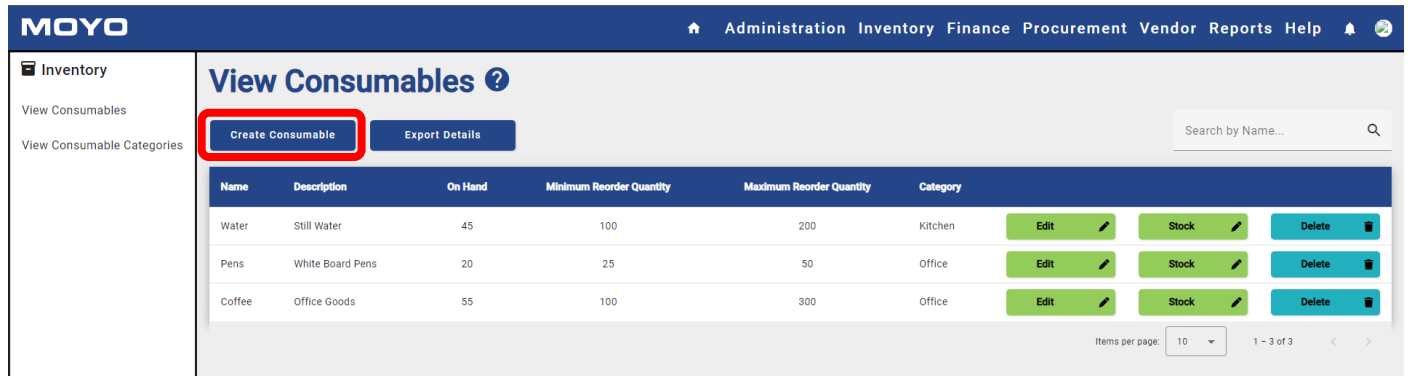 MOYO
Administration Inventory Finance Procurement Vendor Reports Help
Inventory
View Consumables
View Consumable Categories
View Consumables ?
Create Consumable Export Details Search by Name...
Name Description On Hand Minimum Reorder Quantity Maximum Reorder Quantity Category
Water Still Water 45 100 200 Kitchen Edit Stock Delete
Pens White Board Pens 20 25 50 Office Edit Stock Delete
Coffee Office Goods 55 100 300 Office Edit Stock Delete
Items per page: 10 1 – 3 of 3